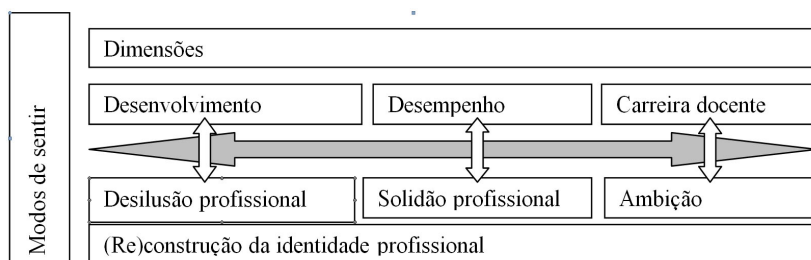 Modos de sentir
Dimensões
Desenvolvimento
Desempenho
Carreira docente
Desilusão profissional
Solidão profissional
Ambição
(Re)construção da identidade profissional